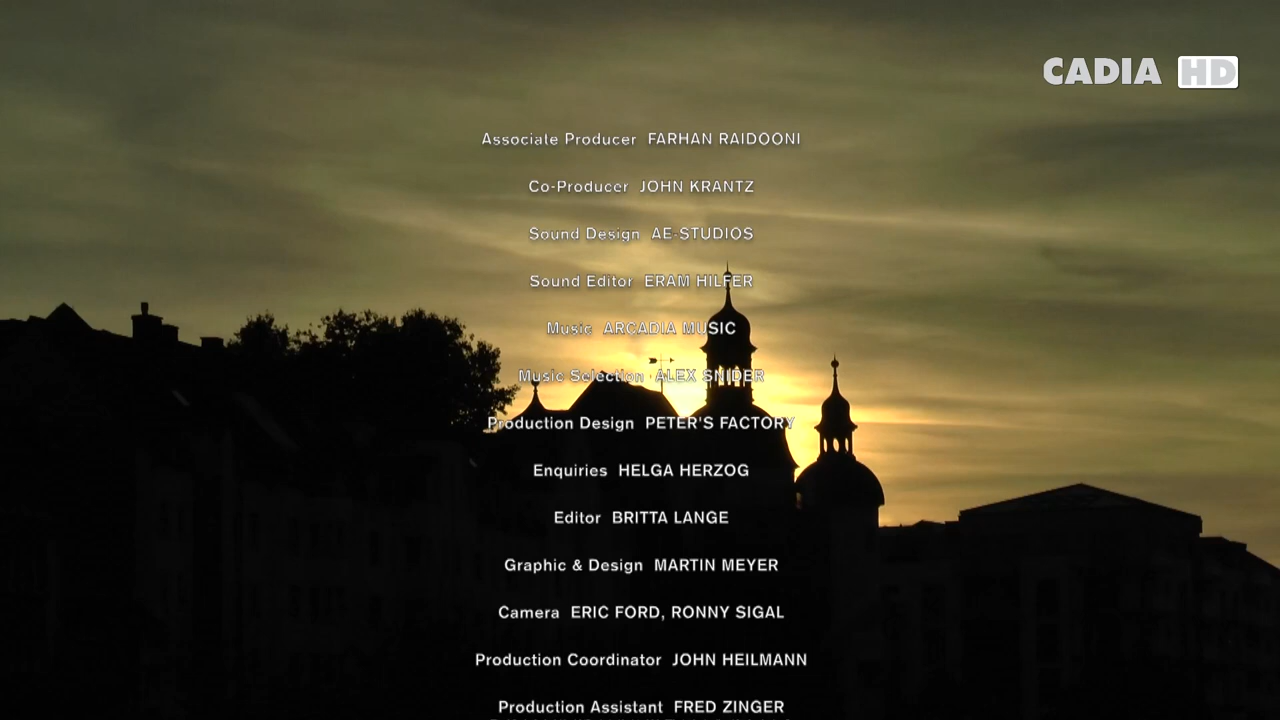 CADIA HD
Associate Producer FARHAN RAIDOONI
Co-Producer JOHN KRANTZ
Sound Design AE-STUDIOS
Sound Editor ERAM HILFER
Music ARCADIA MUSIC
Music Selection ALEX SNIDER
Production Design PETER'S FACTORY
Enquiries HELGA HERZOG
Editor BRITTA LANGE
Graphic & Design MARTIN MEYER
Camera ERIC FORD, RONNY SIGAL
Production Coordinator JOHN HEILMANN
Production Assistant FRED ZINGER